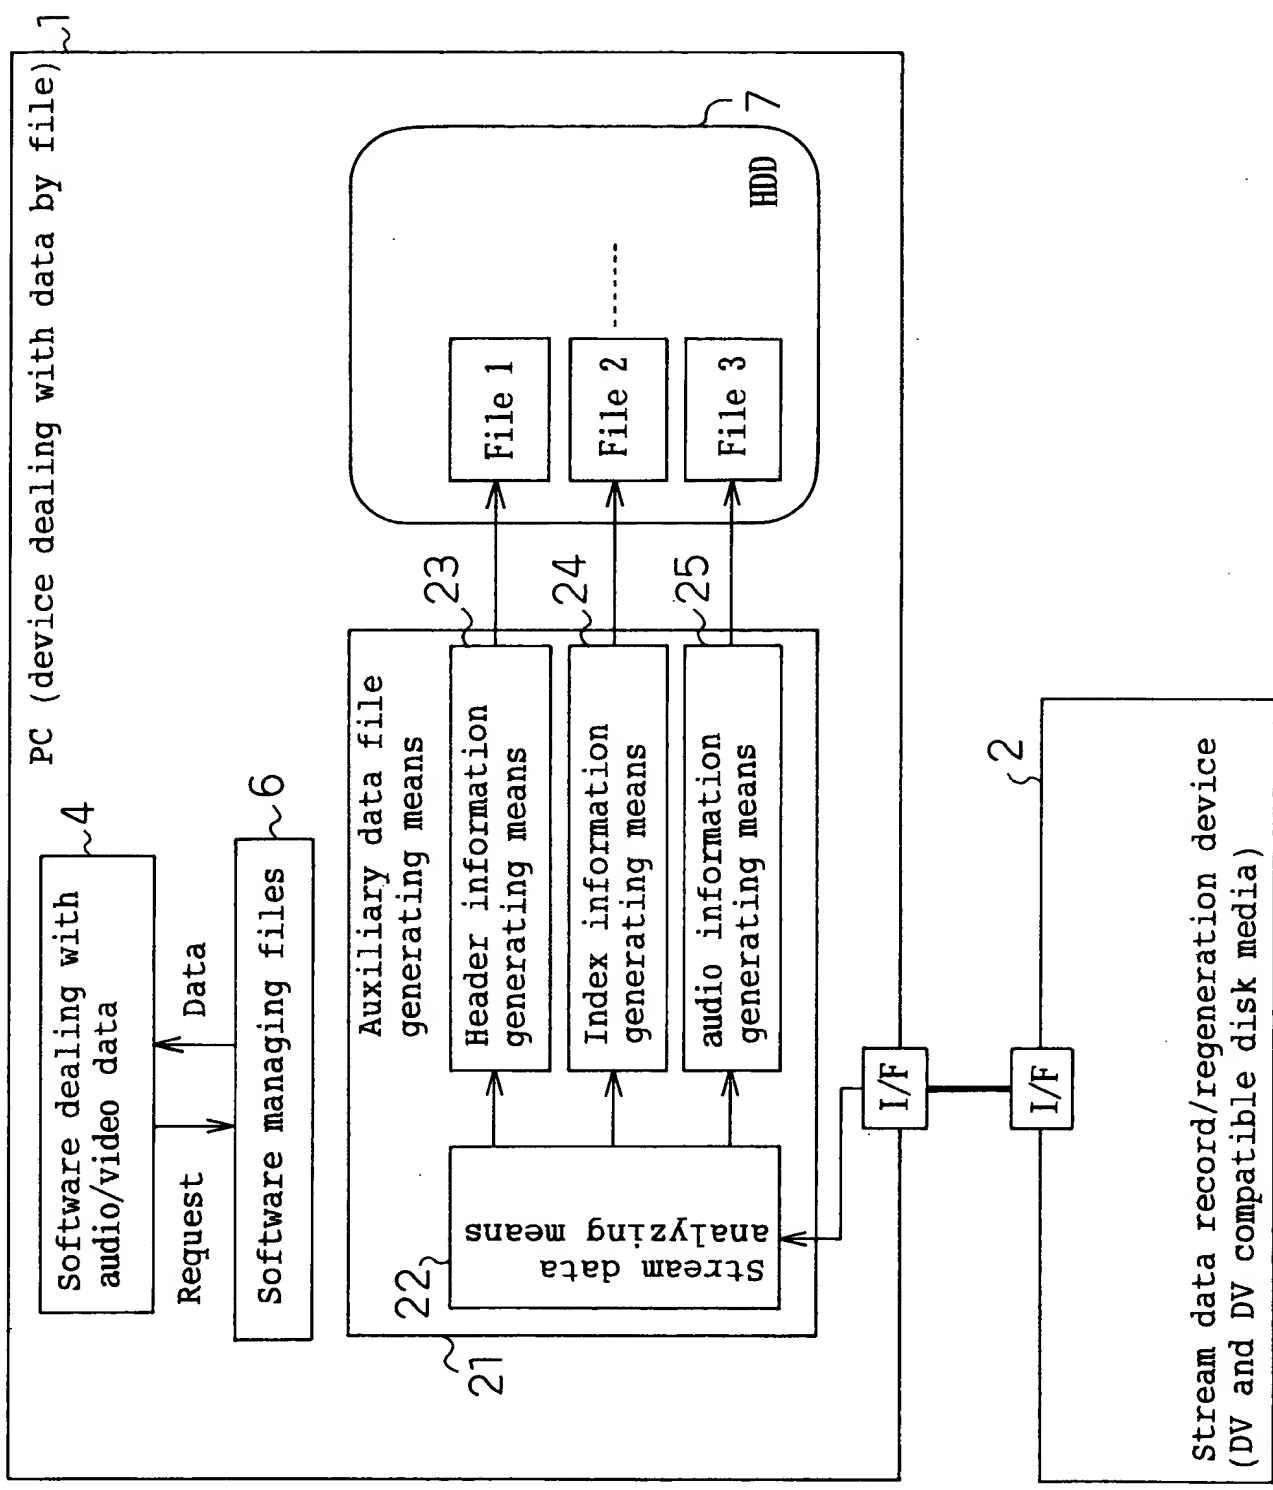 PC (device dealing with data by file)
1
Software dealing with
audio/video data
4
Request
Data
Software managing files
6
Auxiliary data file
generating means
21
Stream data
analyzing means
22
Header information
generating means
23
Index information
generating means
24
audio information
generating means
25
File 1
File 2
File 3
HDD
7
I/F
I/F
2
Stream data record/regeneration device
(DV and DV compatible disk media)